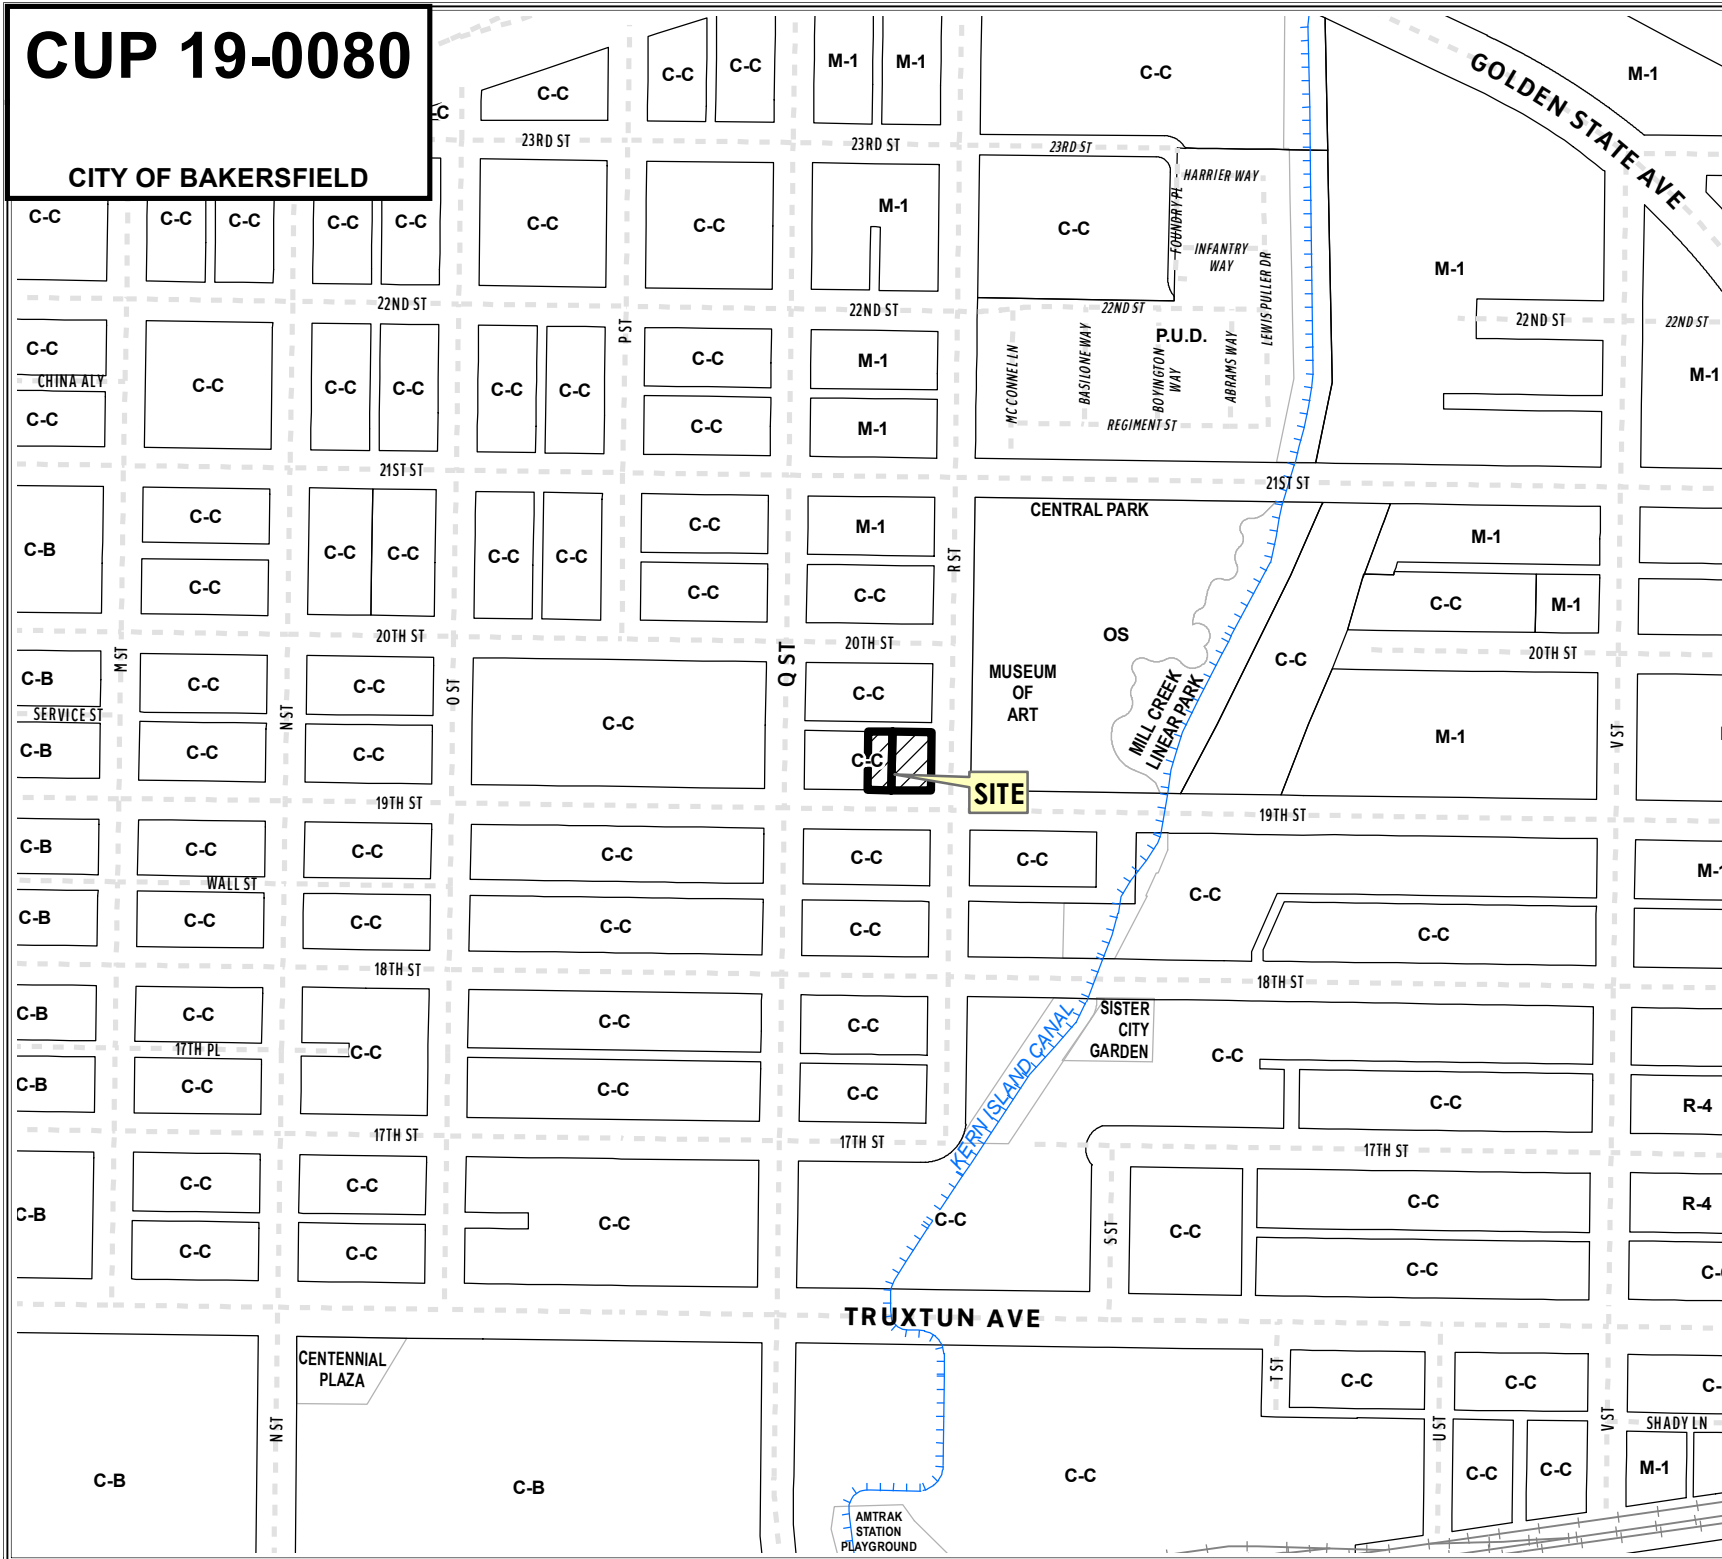 CUP 19-0080
CITY OF BAKERSFIELD
C-C
C-C
C-C
M-1
M-1
C-C
GOLDEN STATE AVE
M-1
23RD ST
23RD ST
23RD ST
HARRIER WAY
FOUNDRY PL
INFANTRY
WAY
LEWIS PULLER DR
C-C
C-C
C-C
C-C
C-C
C-C
C-C
M-1
C-C
M-1
22ND ST
22ND ST
22ND ST
22ND ST
22ND ST
P ST
P.U.D.
MCCONNEL LN
BASILONE WAY
BOYINGTON
WAY
ABRAMS WAY
REGIMENT ST
C-C
CHINA ALY
C-C
C-C
C-C
C-C
C-C
C-C
C-C
C-C
M-1
M-1
M-1
21ST ST
21ST ST
CENTRAL PARK
C-B
C-C
C-C
C-C
C-C
C-C
C-C
C-C
C-C
M-1
C-C
R ST
M-1
C-C
M-1
20TH ST
20TH ST
20TH ST
OS
MUSEUM
OF
ART
MILL CREEK
LINEAR PARK
C-C
M-1
M ST
N ST
O ST
Q ST
V ST
C-B
SERVICE ST
C-B
C-C
C-C
C-C
C-C
C-C
C-C
C-C
SITE
19TH ST
19TH ST
C-B
C-C
C-C
C-C
C-C
C-C
M-1
WALL ST
C-B
C-C
C-C
C-C
C-C
C-C
C-C
18TH ST
18TH ST
KERN ISLAND CANAL
SISTER
CITY
GARDEN
C-B
C-C
C-C
C-C
C-C
C-C
17TH PL
C-B
C-C
C-C
C-C
C-C
R-4
17TH ST
17TH ST
17TH ST
C-B
C-C
C-C
C-C
C-C
C-C
C-C
C-C
C-C
R-4
C-C
S ST
TRUXTUN AVE
CENTENNIAL
PLAZA
N ST
C-B
C-B
C-C
T ST
C-C
C-C
U ST
V ST
SHADY LN
C-C
C-C
M-1
AMTRAK
STATION
PLAYGROUND